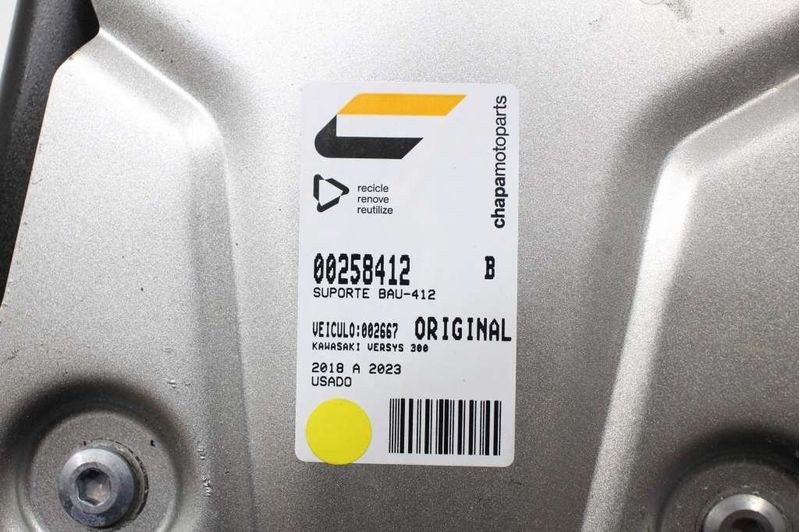 chapamotoparts
recicle
renove
reutilize
00258412 B
SUPORTE BAU-412
VEICULO:002667 ORIGINAL
KAWASAKI VERSYS 300
2018 A 2023
USADO